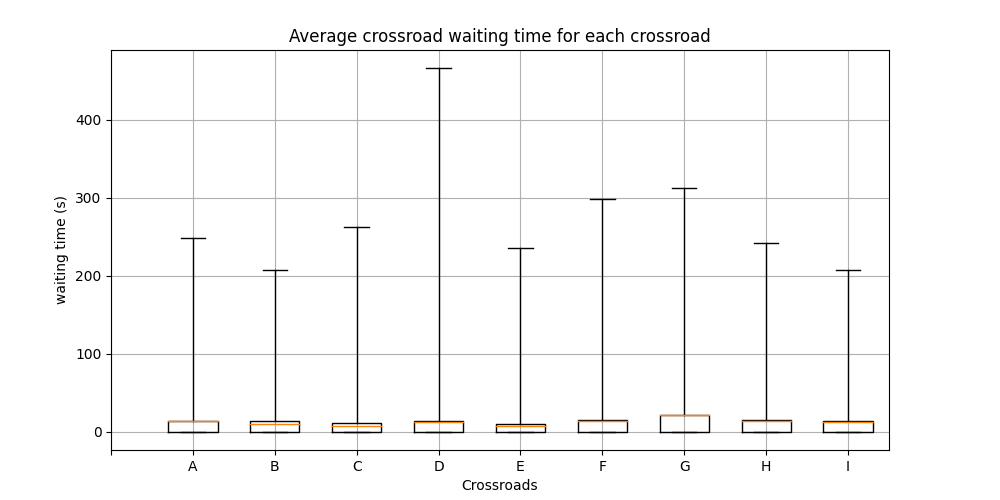 Average crossroad waiting time for each crossroad
waiting time (s)
400
300
200
100
0
A B C D E F G H I
Crossroads